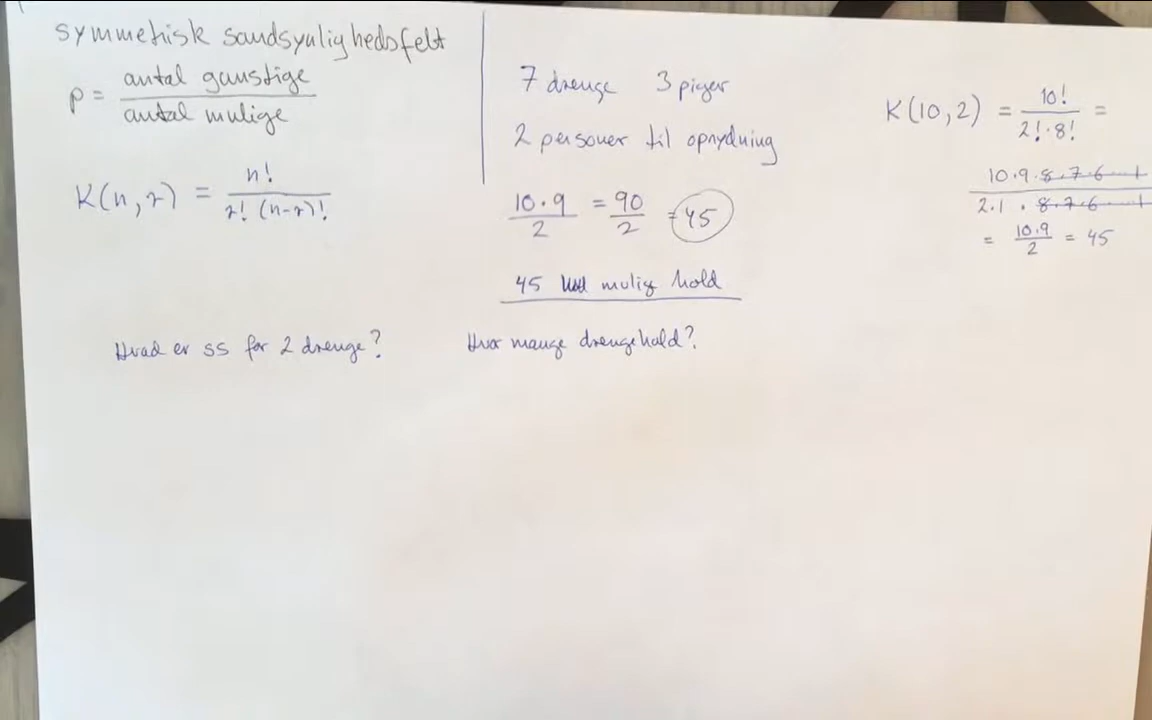 symmetrisk sandsynlighedsfelt
p = antal gunstige / antal mulige
K(n,r) = n! / r! (n-r)!
7 drenge 3 piger
2 personer til oprydning
10·9 / 2 = 90 / 2 = 45
45 mulig hold
Hvad er ss for 2 drenge?
Hvor mange drengehold?
K(10,2) = 10! / 2!·8! =
10·9·8·7·6···1 / 2·1 · 8·7·6···1
= 10·9 / 2 = 45